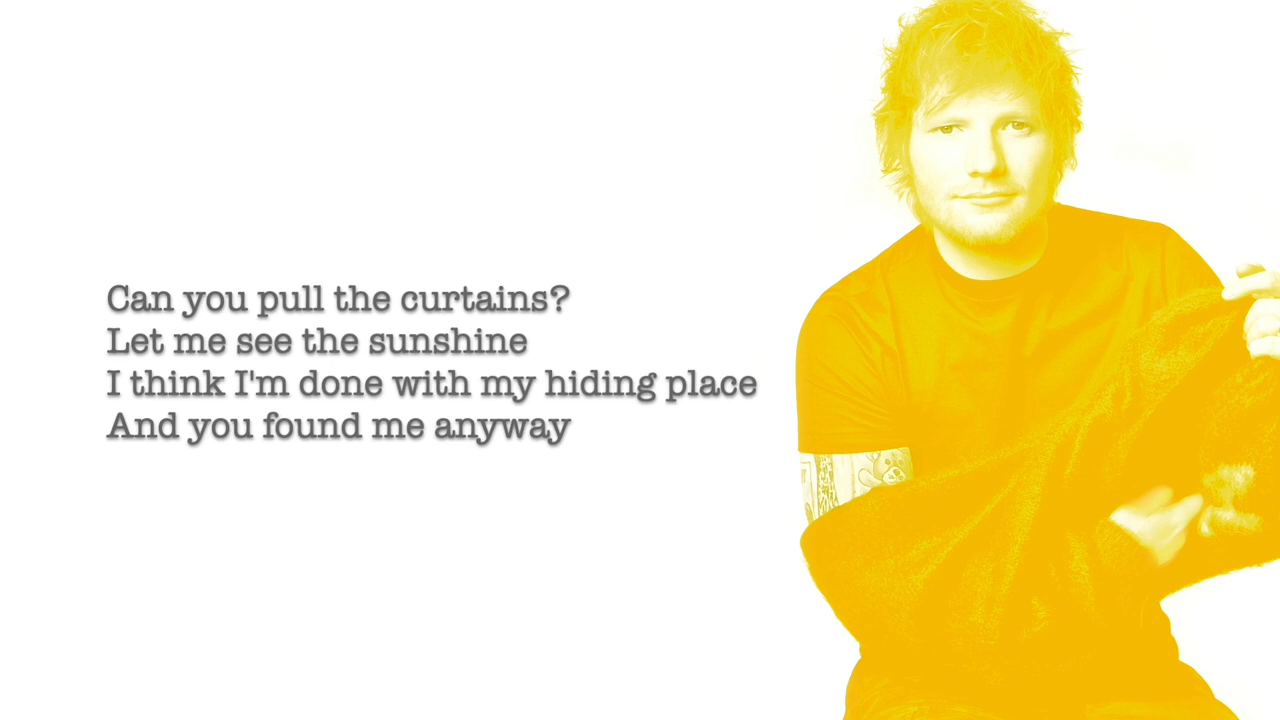 Can you pull the curtains?
Let me see the sunshine
I think I'm done with my hiding place
And you found me anyway